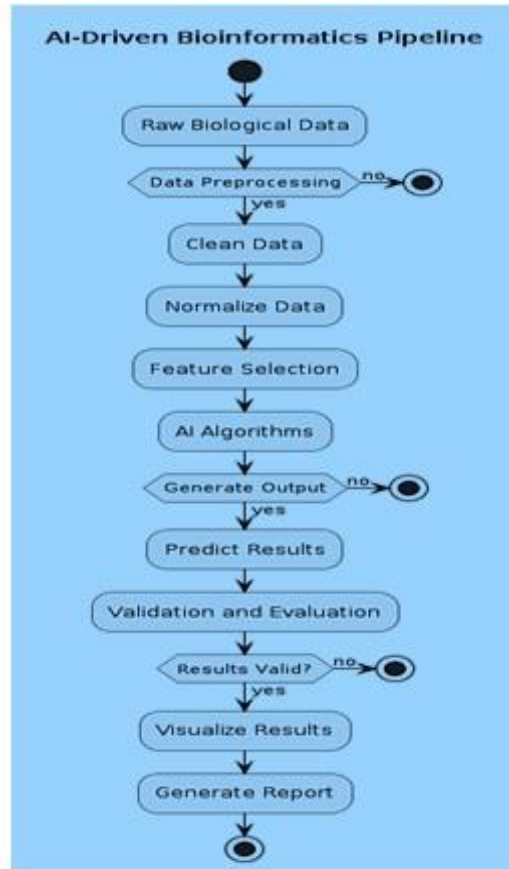 AI-Driven Bioinformatics Pipeline
Raw Biological Data
Data Preprocessing
no
yes
Clean Data
Normalize Data
Feature Selection
AI Algorithms
Generate Output
no
yes
Predict Results
Validation and Evaluation
Results Valid?
no
yes
Visualize Results
Generate Report